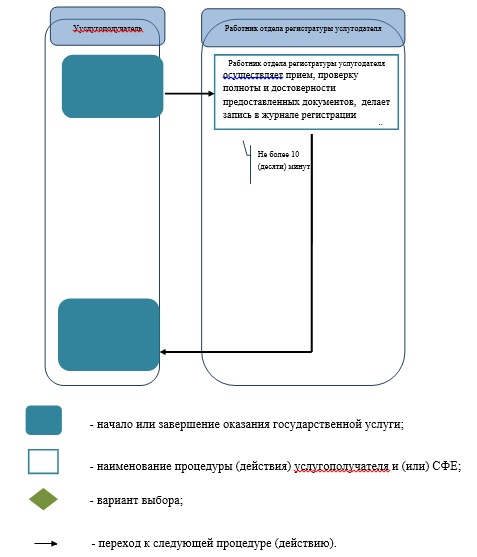 Ууслугополучатель
Работник отдела регистратуры услугодателя
Работник отдела регистратуры услугодателя
осуществляет прием, проверку
полноты и достоверности
предоставленных документов, делает
запись в журнале регистрации
Не более 10
(десяти) минут
- начало или завершение оказания государственной услуги;
- наименование процедуры (действия) услугополучателя и (или) СФЕ;
- вариант выбора;
- переход к следующей процедуре (действию).